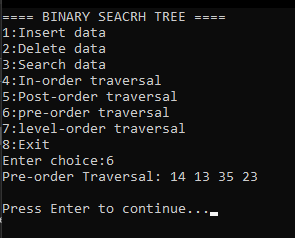 ==== BINARY SEACRH TREE ====
1:Insert data
2:Delete data
3:Search data
4:In-order traversal
5:Post-order traversal
6:pre-order traversal
7:level-order traversal
8:Exit
Enter choice:6
Pre-order Traversal: 14 13 35 23
Press Enter to continue...